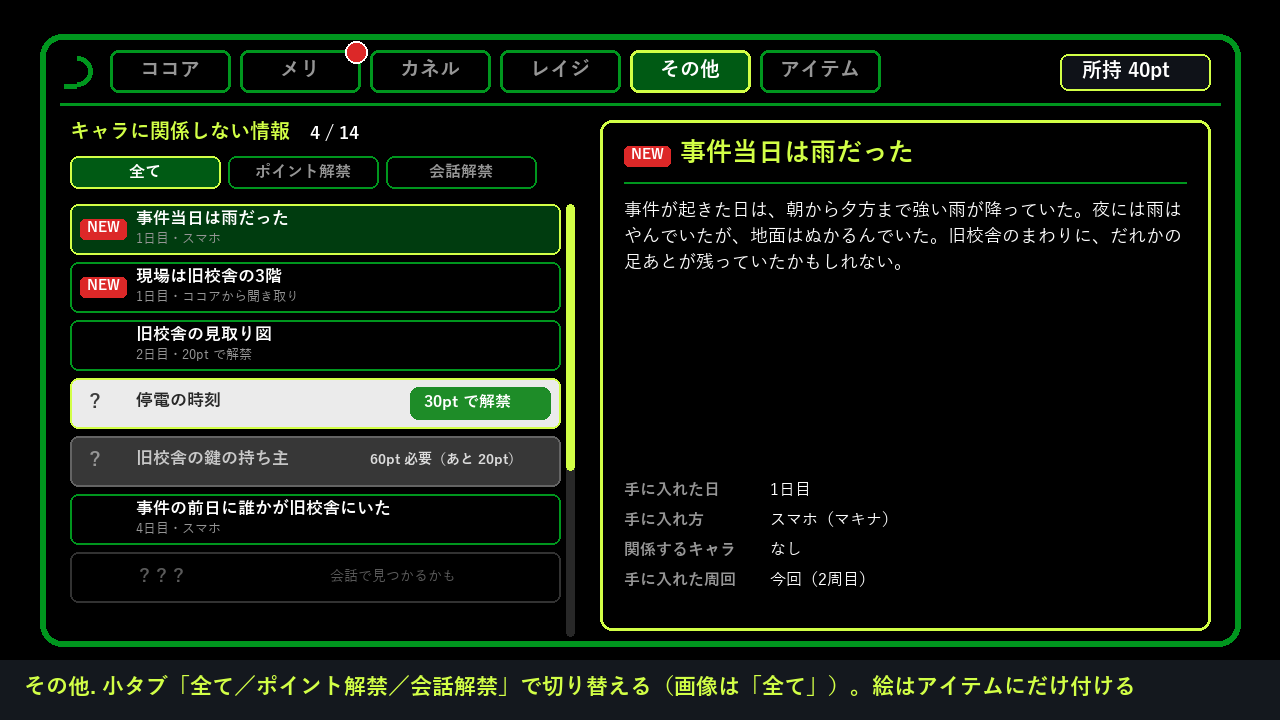 ココア メリ カネル レイジ その他 アイテム 所持 40pt
キャラに関係しない情報 4 / 14
全て ポイント解禁 会話解禁
NEW 事件当日は雨だった
1日目・スマホ
NEW 現場は旧校舎の3階
1日目・ココアから聞き取り
旧校舎の見取り図
2日目・20pt で解禁
? 停電の時刻 30pt で解禁
? 旧校舎の鍵の持ち主 60pt 必要（あと 20pt）
事件の前日に誰かが旧校舎にいた
4日目・スマホ
？？？ 会話で見つかるかも
NEW 事件当日は雨だった
事件が起きた日は、朝から夕方まで強い雨が降っていた。夜には雨は
やんでいたが、地面はぬかるんでいた。旧校舎のまわりに、だれかの
足あとが残っていたかもしれない。
手に入れた日 1日目
手に入れ方 スマホ（マキナ）
関係するキャラ なし
手に入れた周回 今回（2周目）
その他. 小タブ「全て／ポイント解禁／会話解禁」で切り替える（画像は「全て」）。絵はアイテムにだけ付ける